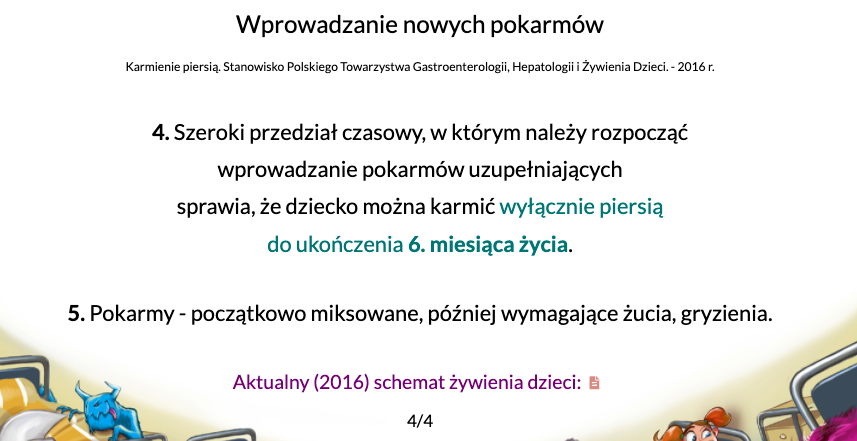 Wprowadzanie nowych pokarmów
Karmienie piersią. Stanowisko Polskiego Towarzystwa Gastroenterologii, Hepatologii i Żywienia Dzieci. - 2016 r.
4. Szeroki przedział czasowy, w którym należy rozpocząć
wprowadzanie pokarmów uzupełniających
sprawia, że dziecko można karmić wyłącznie piersią
do ukończenia 6. miesiąca życia.
5. Pokarmy - początkowo miksowane, później wymagające żucia, gryzienia.
Aktualny (2016) schemat żywienia dzieci:
4/4